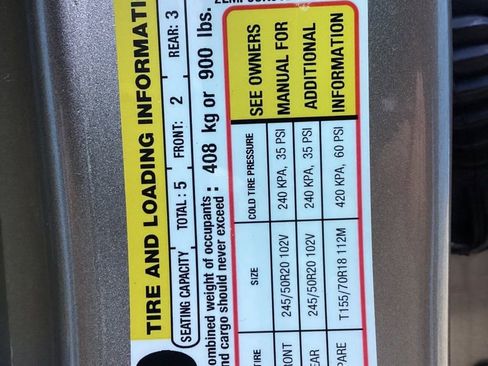 TIRE AND LOADING INFORMATI
SEATING CAPACITY TOTAL : 5 FRONT: 2 REAR: 3
ombined weight of occupants
nd cargo should never exceed : 408 kg or 900 lbs.
TIRE SIZE COLD TIRE PRESSURE SEE OWNERS
RONT 245/50R20 102V 240 KPA, 35 PSI MANUAL FOR
EAR 245/50R20 102V 240 KPA, 35 PSI ADDITIONAL
PARE T155/70R18 112M 420 KPA, 60 PSI INFORMATION